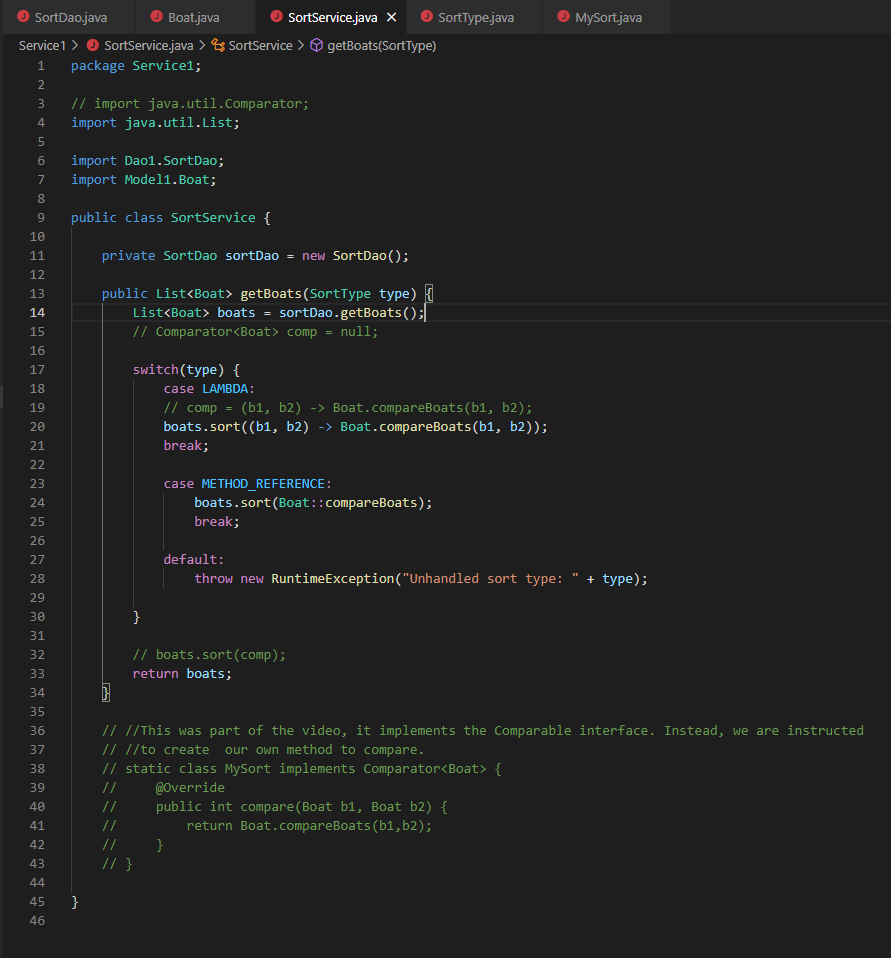 SortDao.java Boat.java SortService.java SortType.java MySort.java
Service1 > SortService.java > SortService > getBoats(SortType)
1 package Service1;
2
3 // import java.util.Comparator;
4 import java.util.List;
5
6 import Dao1.SortDao;
7 import Model1.Boat;
8
9 public class SortService {
10
11     private SortDao sortDao = new SortDao();
12
13     public List<Boat> getBoats(SortType type) {
14         List<Boat> boats = sortDao.getBoats();
15         // Comparator<Boat> comp = null;
16
17         switch(type) {
18             case LAMBDA:
19             // comp = (b1, b2) -> Boat.compareBoats(b1, b2);
20             boats.sort((b1, b2) -> Boat.compareBoats(b1, b2));
21             break;
22
23             case METHOD_REFERENCE:
24                 boats.sort(Boat::compareBoats);
25                 break;
26
27             default:
28                 throw new RuntimeException("Unhandled sort type: " + type);
29
30         }
31
32         // boats.sort(comp);
33         return boats;
34     }
35
36     // //This was part of the video, it implements the Comparable interface. Instead, we are instructed
37     // //to create  our own method to compare.
38     // static class MySort implements Comparator<Boat> {
39     //     @Override
40     //     public int compare(Boat b1, Boat b2) {
41     //         return Boat.compareBoats(b1,b2);
42     //     }
43     // }
44
45 }
46